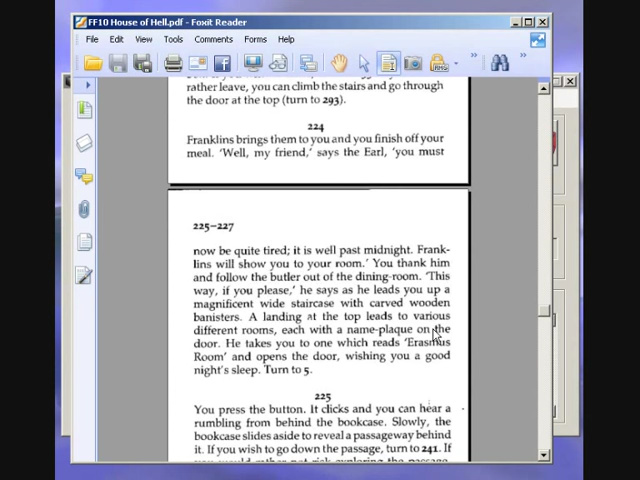 FF10 House of Hell.pdf - Foxit Reader
File Edit View Tools Comments Forms Help
rather leave, you can climb the stairs and go through
the door at the top (turn to 293).
224
Franklins brings them to you and you finish off your
meal. 'Well, my friend,' says the Earl, 'you must
225–227
now be quite tired; it is well past midnight. Frank-
lins will show you to your room.' You thank him
and follow the butler out of the dining-room. 'This
way, if you please,' he says as he leads you up a
magnificent wide staircase with carved wooden
banisters. A landing at the top leads to various
different rooms, each with a name-plaque on the
door. He takes you to one which reads 'Erasmus
Room' and opens the door, wishing you a good
night's sleep. Turn to 5.
225
You press the button. It clicks and you can hear a
rumbling from behind the bookcase. Slowly, the
bookcase slides aside to reveal a passageway behind
it. If you wish to go down the passage, turn to 241. If